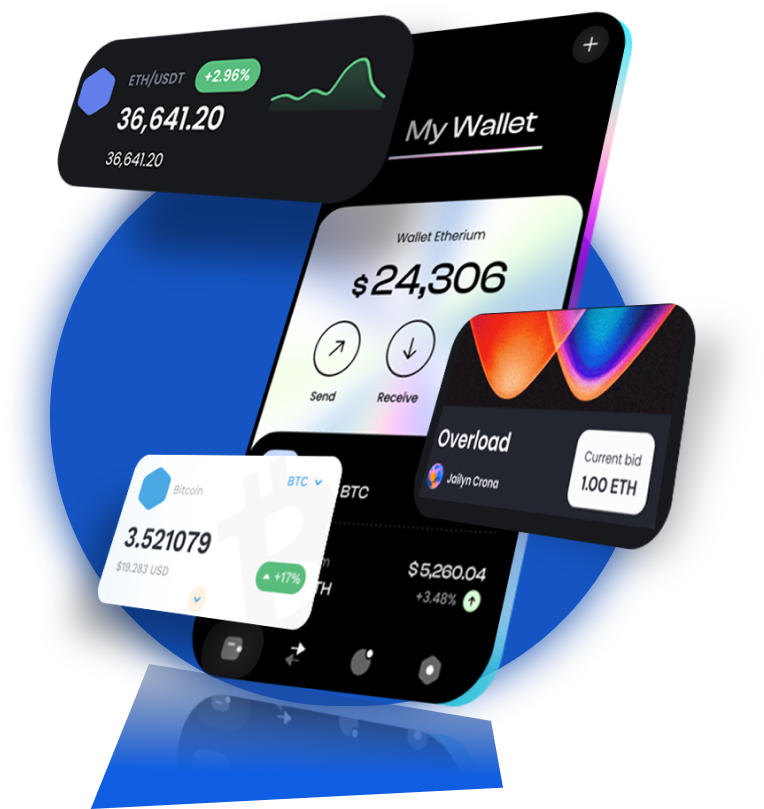 ETH/USDT +2.96%
36,641.20
36,641.20
My Wallet
Wallet Etherium
$24,306
Send Receive
Overload
Jailyn Crona
Current bid
1.00 ETH
Bitcoin BTC
3.521079
$19.283 USD
+17%
BTC
$5,260.04
+3.48%